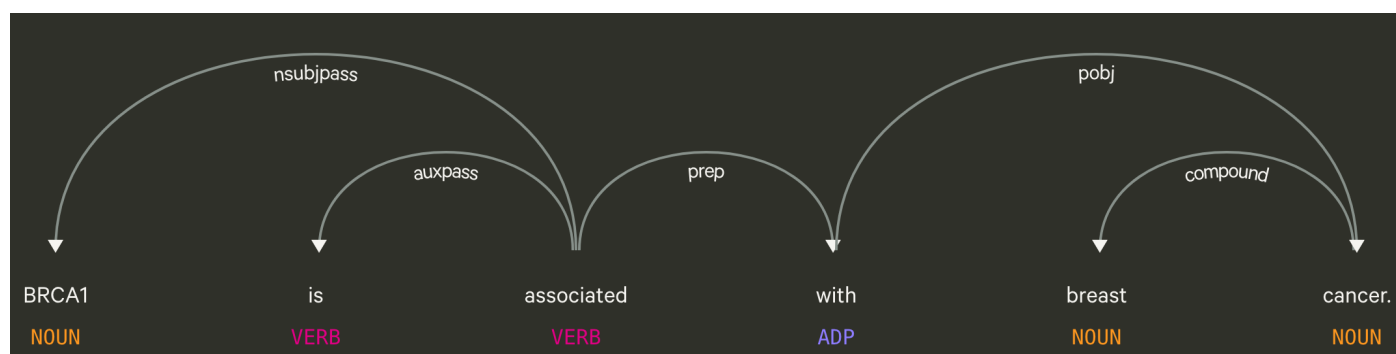 nsubjpass pobj
auxpass prep compound
BRCA1 is associated with breast cancer.
NOUN VERB VERB ADP NOUN NOUN